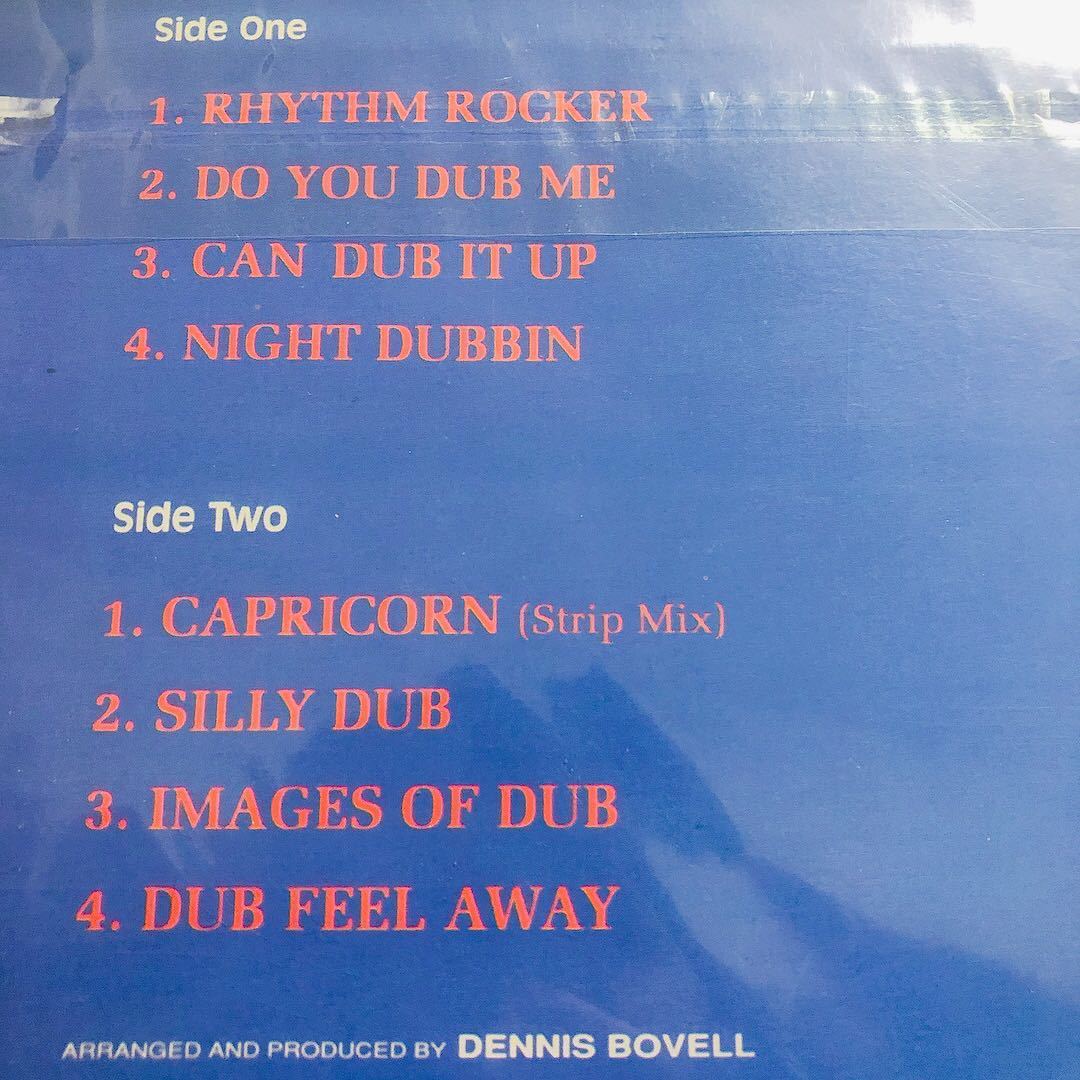 Side One
1. RHYTHM ROCKER
2. DO YOU DUB ME
3. CAN DUB IT UP
4. NIGHT DUBBIN
Side Two
1. CAPRICORN (Strip Mix)
2. SILLY DUB
3. IMAGES OF DUB
4. DUB FEEL AWAY
ARRANGED AND PRODUCED BY DENNIS BOVELL